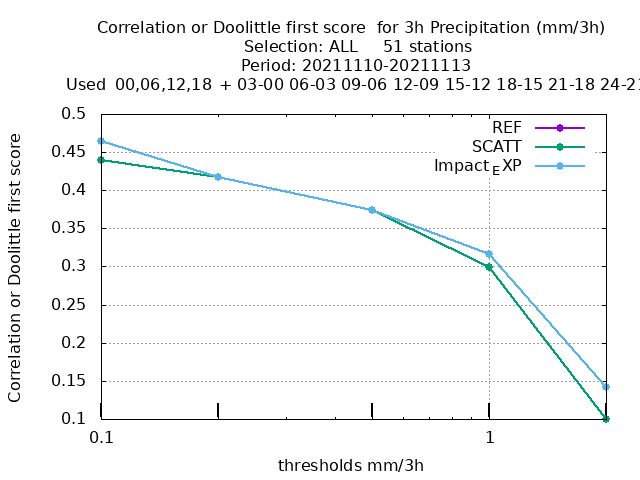 Correlation or Doolittle first score  for 3h Precipitation (mm/3h)
Selection: ALL     51 stations
Period: 20211110-20211113
Used  00,06,12,18  + 03-00 06-03 09-06 12-09  15-12 18-15 21-18 24-21
REF
SCATT
Impact_EXP
Correlation or Doolittle first score
0.5
0.45
0.4
0.35
0.3
0.25
0.2
0.15
0.1
0.1
1
thresholds mm/3h